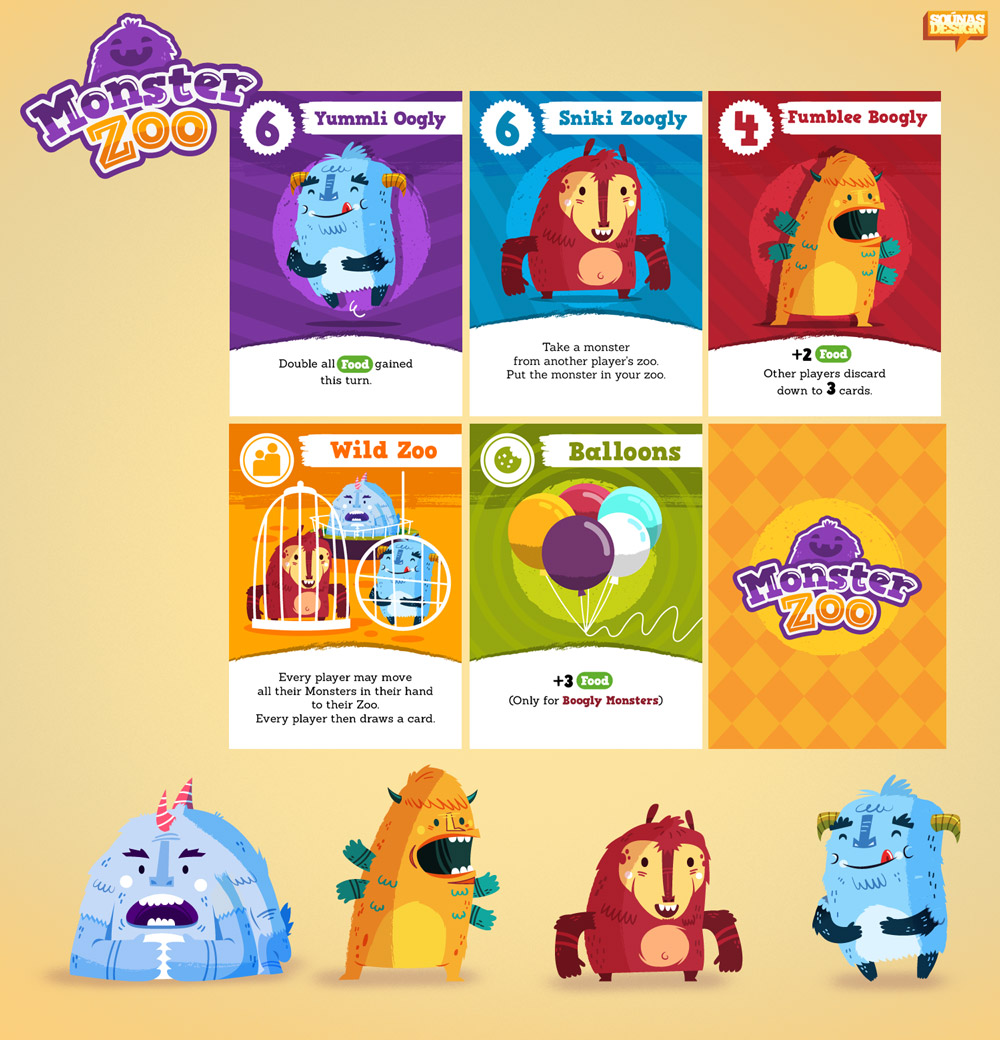 Monster
ZOO
SOUNAS
DESIGN
6
Yummli Oogly
Double all Food gained
this turn.
6
Sniki Zoogly
Take a monster
from another player's zoo.
Put the monster in your zoo.
4
Fumblee Boogly
+2 Food
Other players discard
down to 3 cards.
Wild Zoo
Every player may move
all their Monsters in their hand
to their Zoo.
Every player then draws a card.
Balloons
+3 Food
(Only for Boogly Monsters)
Monster
ZOO